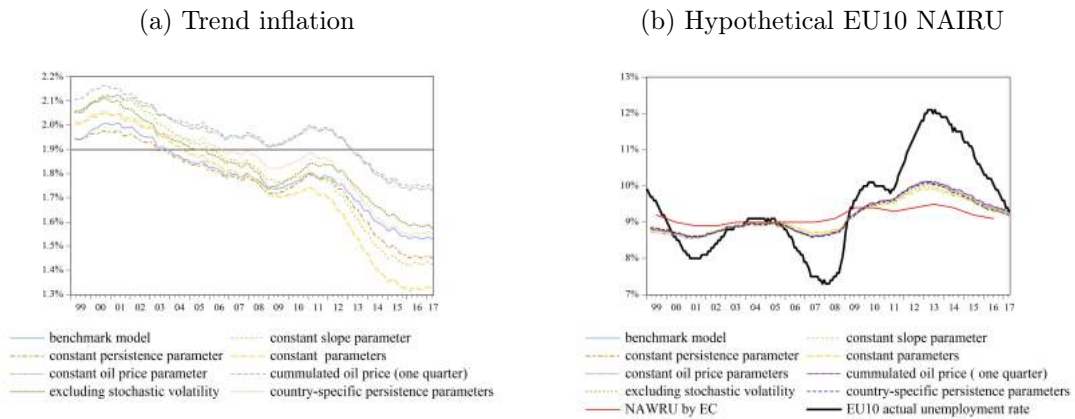 (a) Trend inflation
2.2%
2.1%
2.0%
1.9%
1.8%
1.7%
1.6%
1.5%
1.4%
1.3%
99 00 01 02 03 04 05 06 07 08 09 10 11 12 13 14 15 16 17
benchmark model
constant slope parameter
constant persistence parameter
constant parameters
constant oil price parameter
cummulated oil price (one quarter)
excluding stochastic volatility
country-specific persistence parameters
(b) Hypothetical EU10 NAIRU
13%
12%
11%
10%
9%
8%
7%
99 00 01 02 03 04 05 06 07 08 09 10 11 12 13 14 15 16 17
benchmark model
constant slope parameter
constant persistence parameter
constant parameters
constant oil price parameters
cummulated oil price ( one quarter)
excluding stochastic volatility
country-specific persistence parameters
NAWRU by EC
EU10 actual unemployment rate